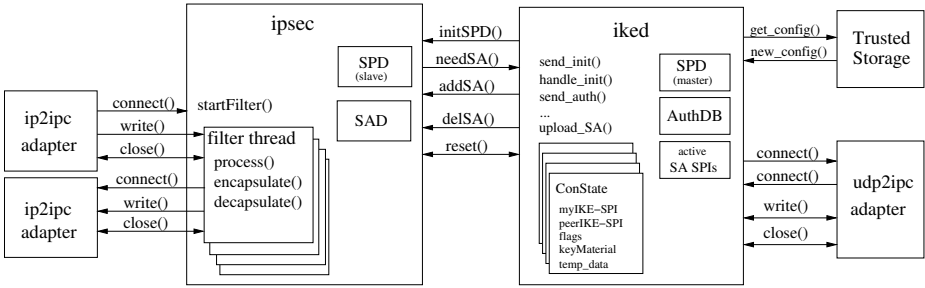 ip2ipc
adapter
ip2ipc
adapter
connect()
write()
close()
connect()
write()
close()
ipsec
SPD
(slave)
SAD
startFilter()
filter thread
process()
encapsulate()
decapsulate()
initSPD()
needSA()
addSA()
delSA()
reset()
iked
send_init()
handle_init()
send_auth()
...
upload_SA()
SPD
(master)
AuthDB
active
SA SPIs
ConState
myIKE-SPI
peerIKE-SPI
flags
keyMaterial
temp_data
get_config()
new_config()
Trusted
Storage
connect()
connect()
write()
close()
udp2ipc
adapter